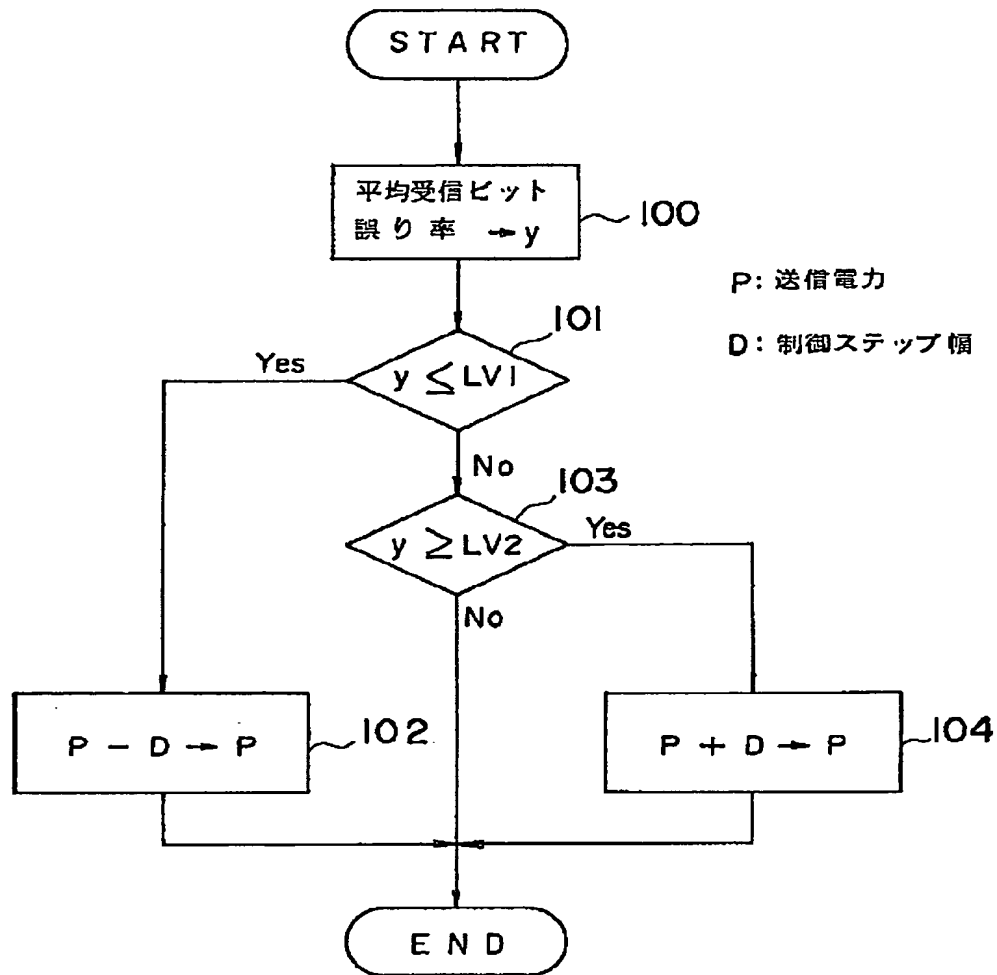 START
平均受信ビット
誤り率 → y
100
P: 送信電力
D: 制御ステップ幅
101
Yes
y ≦ LV1
No
103
Yes
y ≧ LV2
No
P - D → P
102
P + D → P
104
END